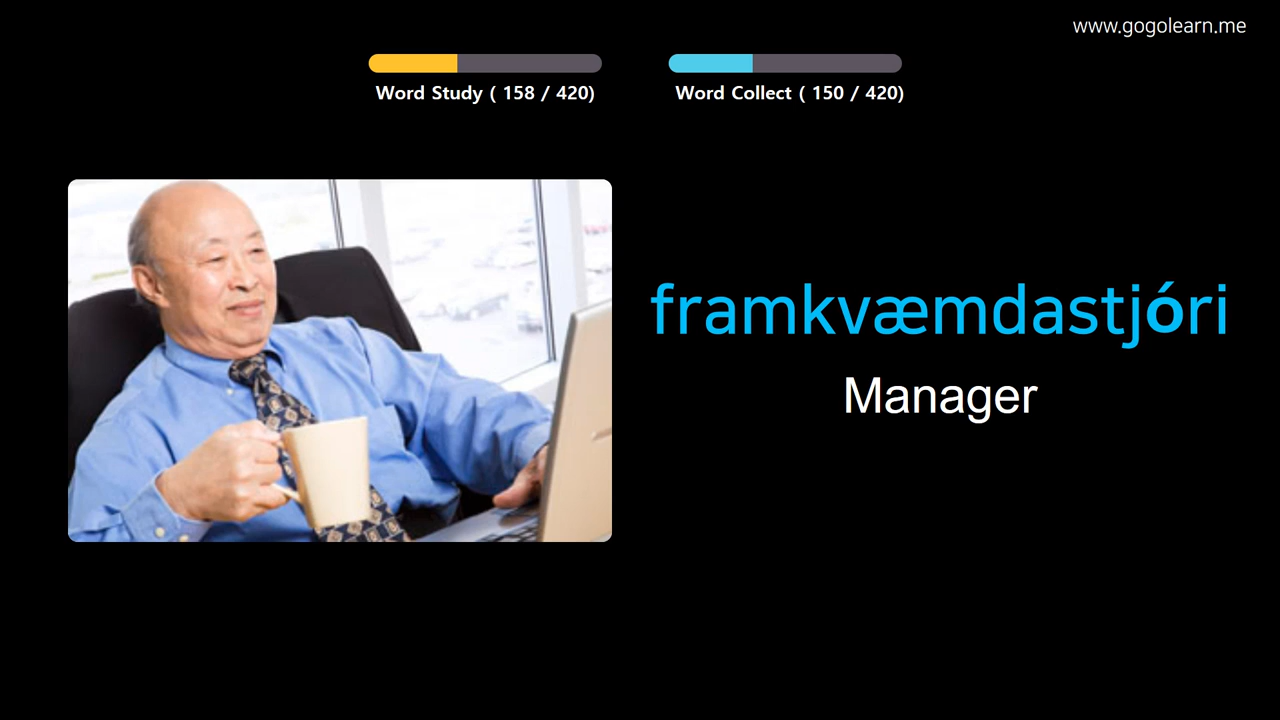 www.gogolearn.me
Word Study ( 158 / 420)
Word Collect ( 150 / 420)
framkvæmdastjóri
Manager